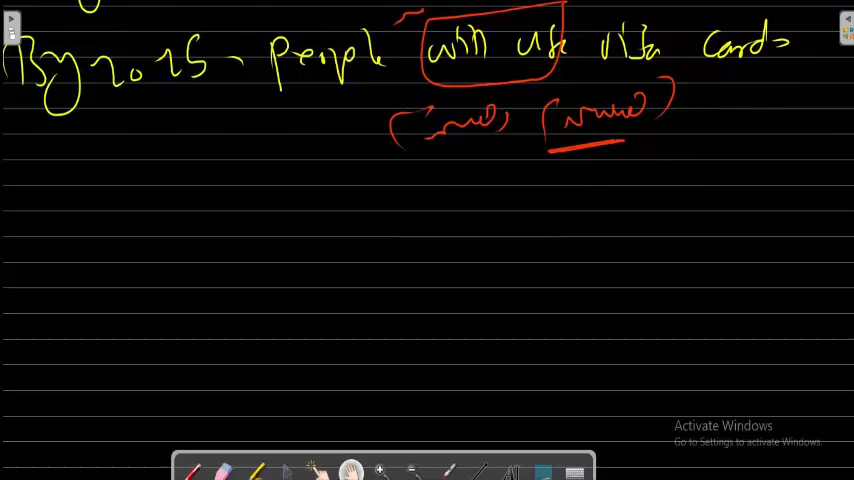 By 2025 - people will use visa cards
Activate Windows
Go to Settings to activate Windows.